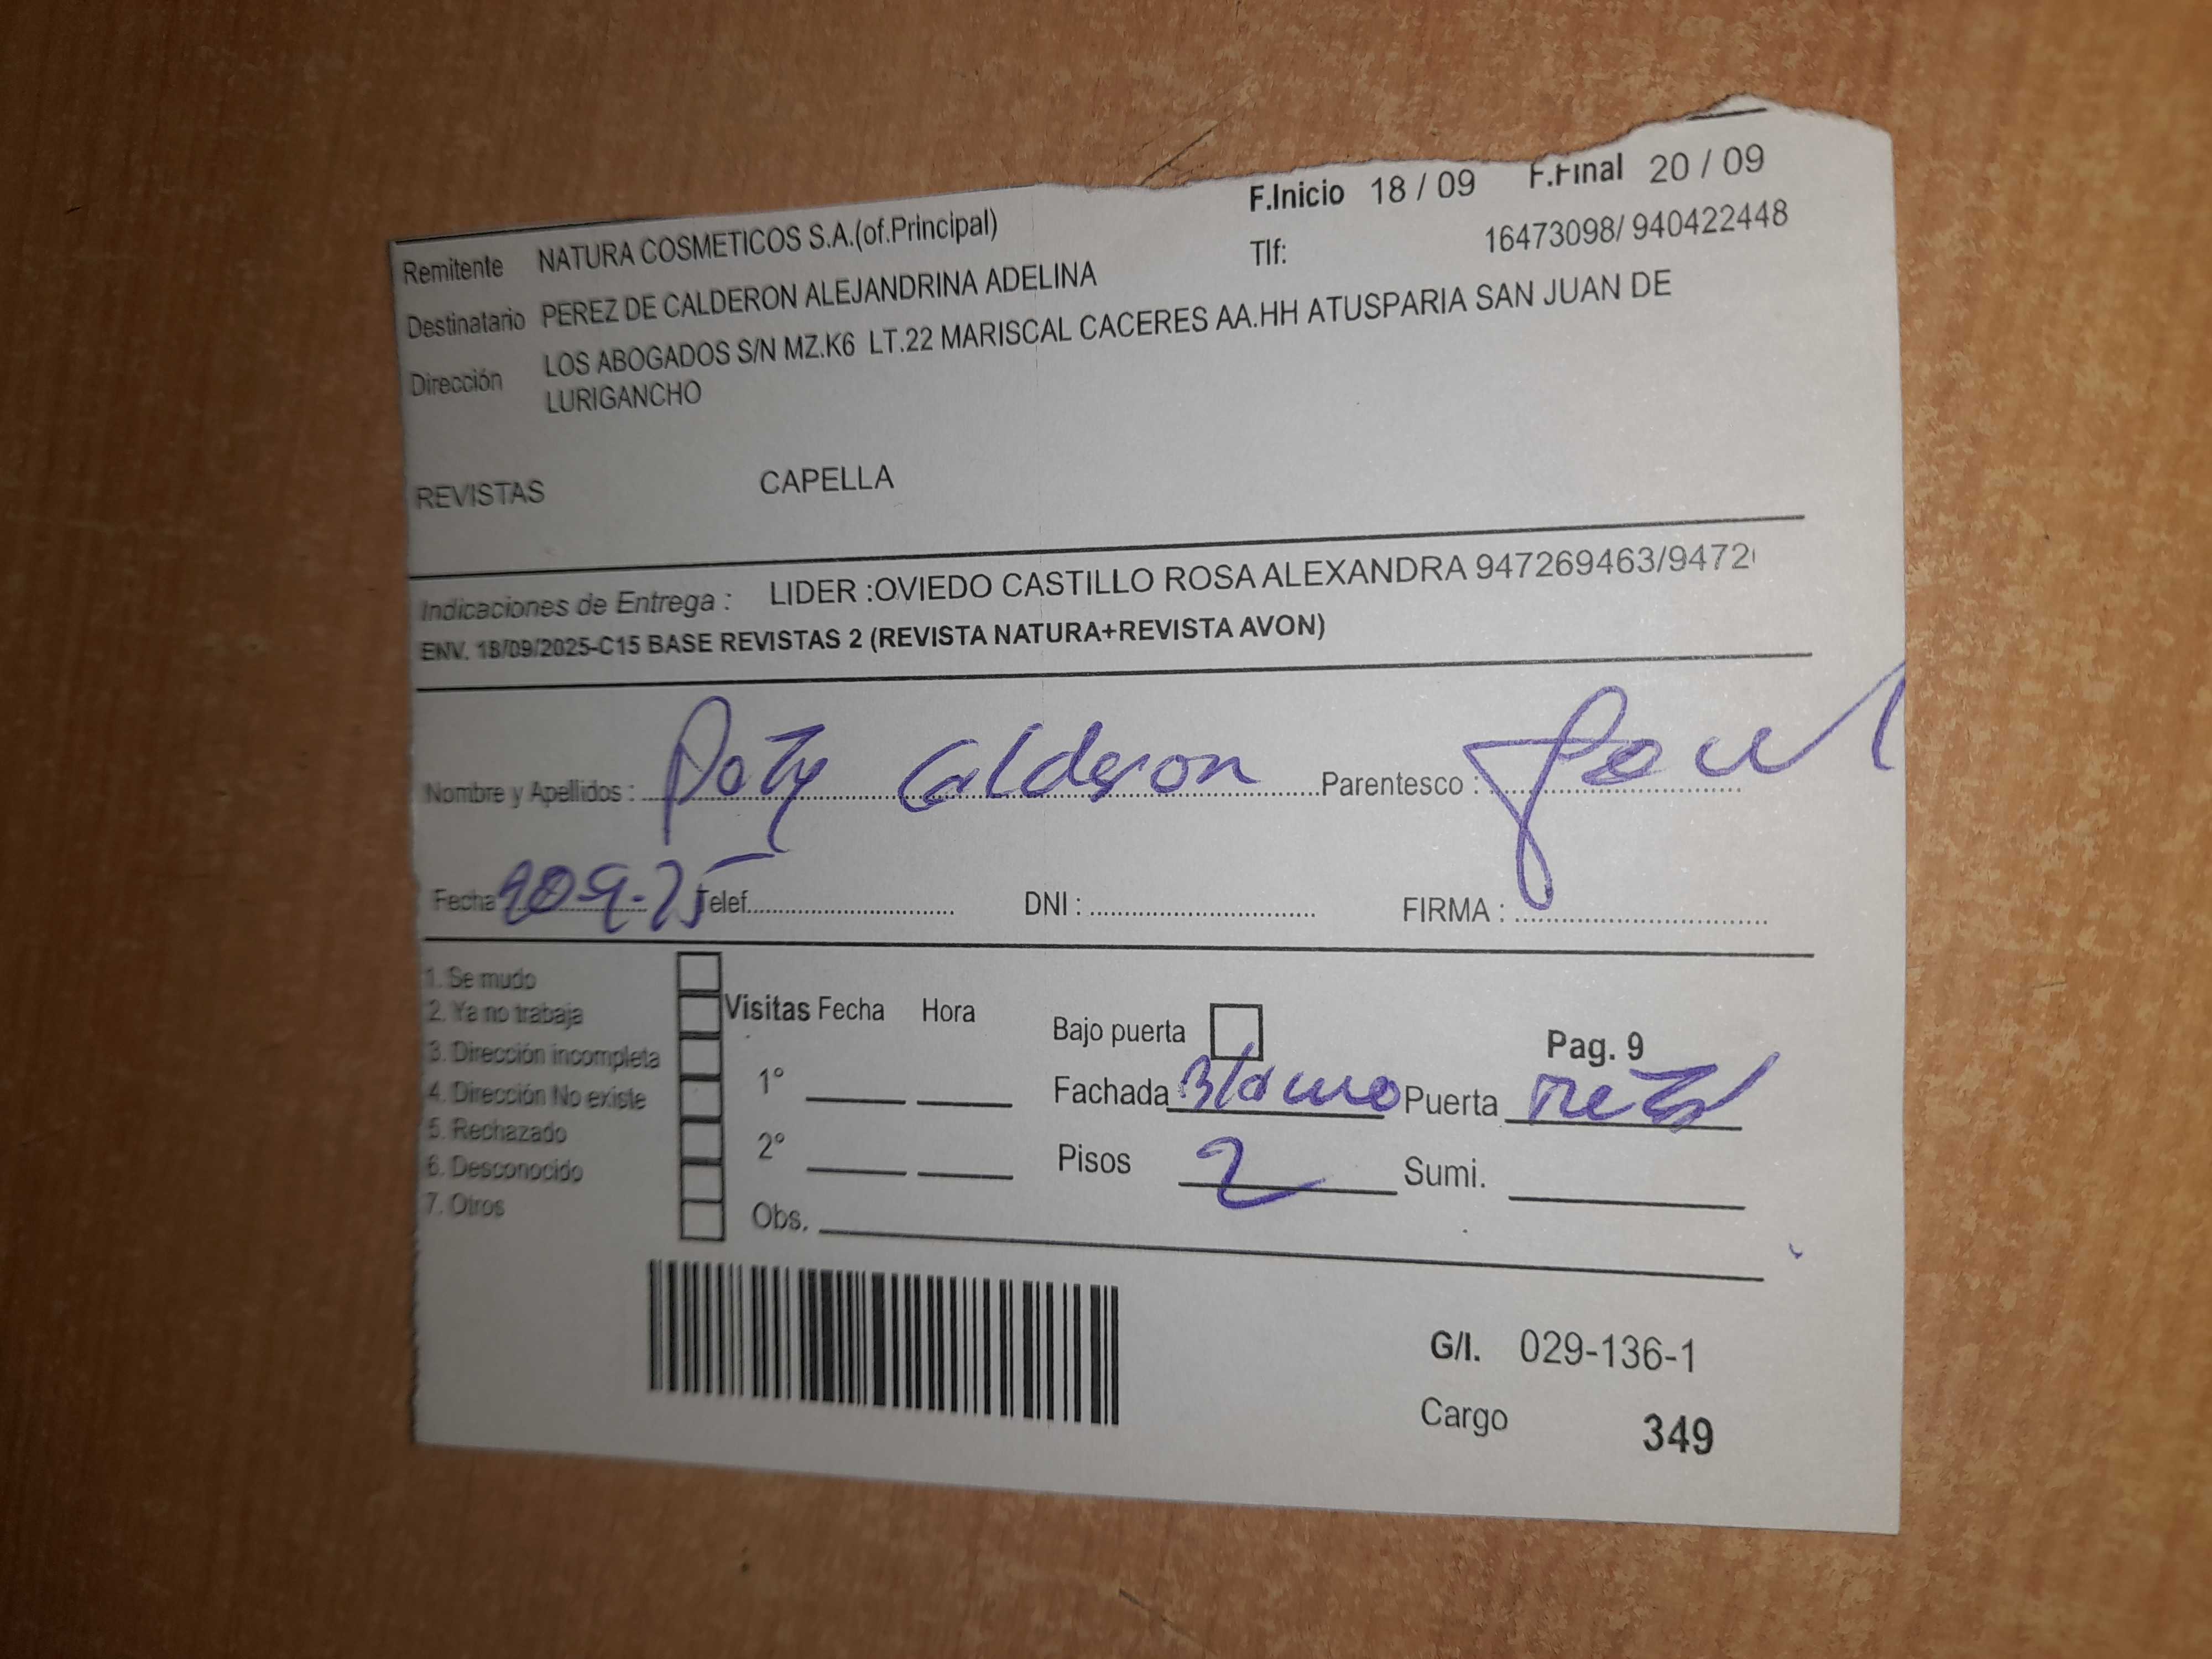 F.Inicio 18 / 09 F.Final 20 / 09
Remitente NATURA COSMETICOS S.A.(of.Principal) Tlf: 16473098/ 940422448
Destinatario PEREZ DE CALDERON ALEJANDRINA ADELINA
Dirección LOS ABOGADOS S/N MZ.K6 LT.22 MARISCAL CACERES AA.HH ATUSPARIA SAN JUAN DE
LURIGANCHO
REVISTAS CAPELLA
Indicaciones de Entrega : LIDER :OVIEDO CASTILLO ROSA ALEXANDRA 947269463/9472
ENV. 18/09/2025-C15 BASE REVISTAS 2 (REVISTA NATURA+REVISTA AVON)
Nombre y Apellidos : Paty Calderon Parentesco :
Fecha Telef. DNI : FIRMA :
1. Se mudo
2. Ya no trabaja
3. Dirección incompleta
4. Dirección No existe
5. Rechazado
6. Desconocido
7. Otros
Visitas Fecha Hora
1°
2°
Obs.
Bajo puerta Pag. 9
Fachada Blanco Puerta metal
Pisos 2 Sumi.
G/I. 029-136-1
Cargo 349